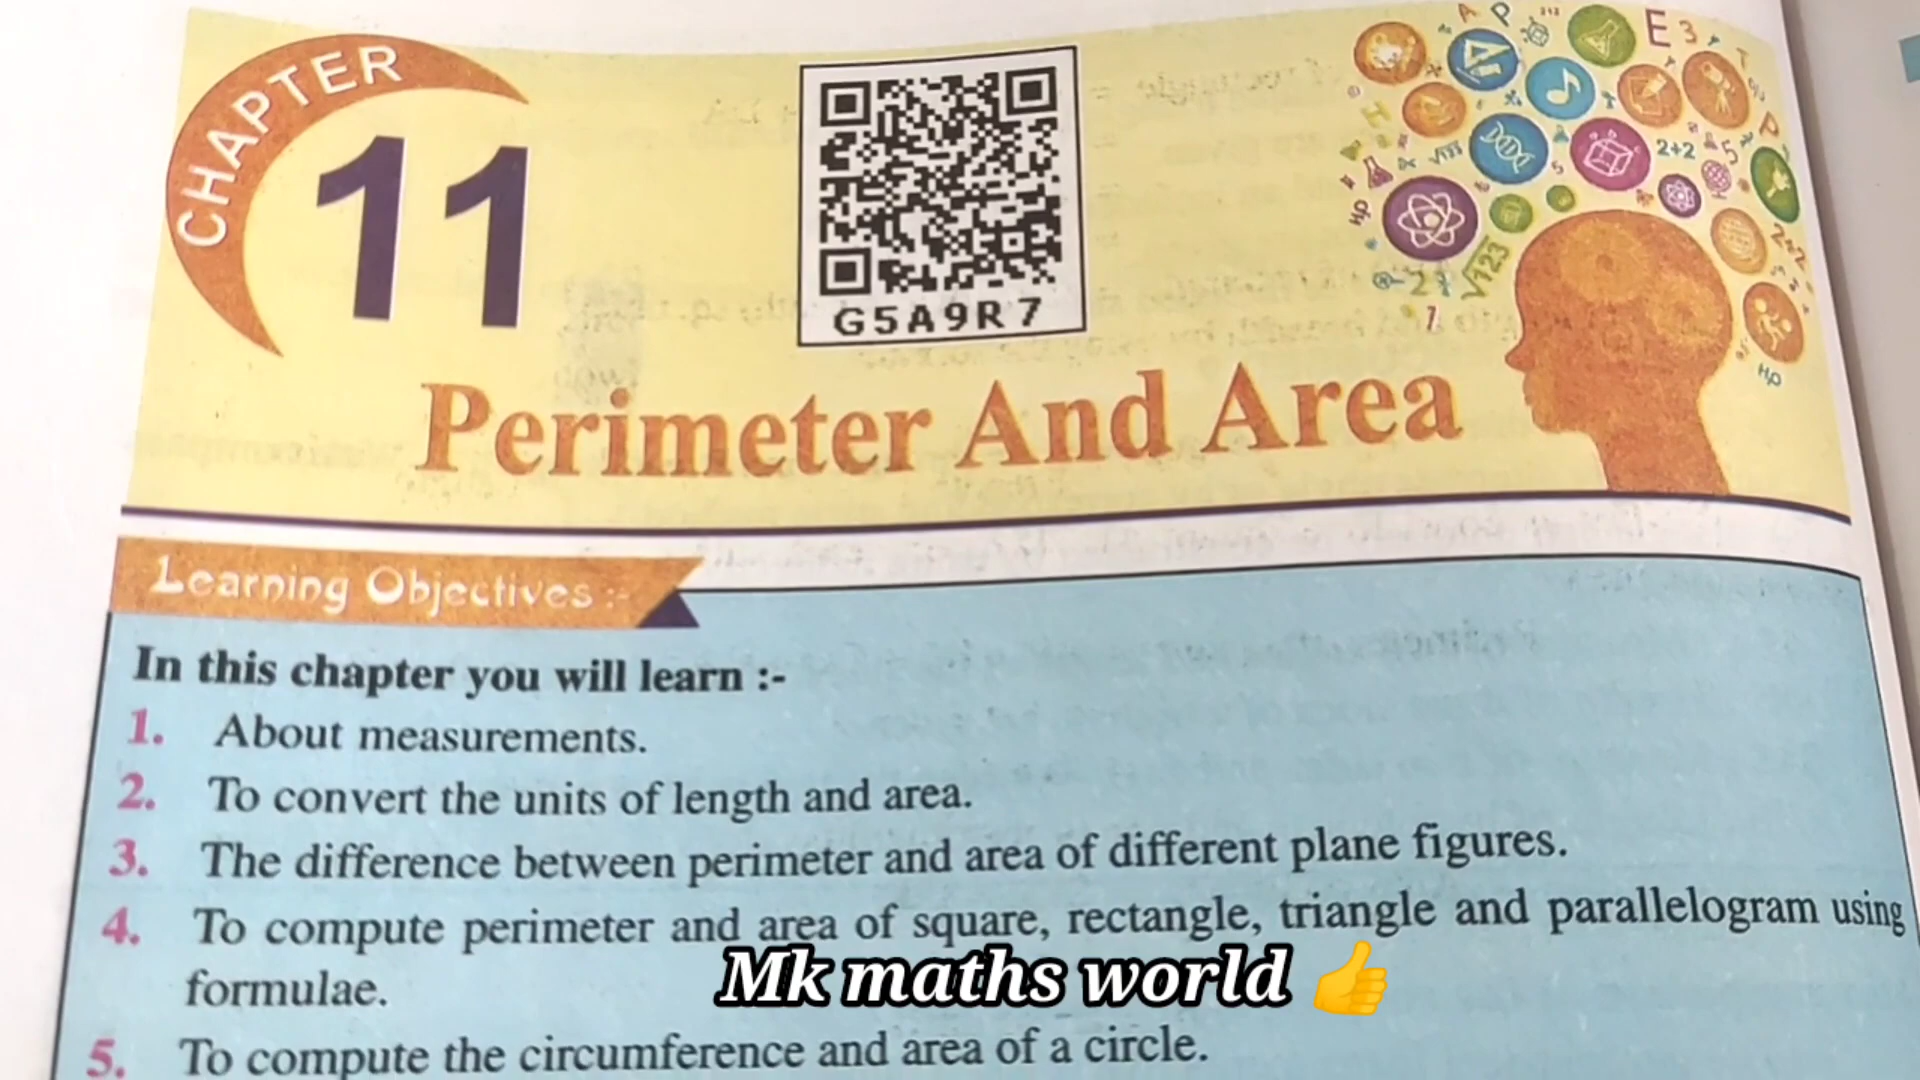 CHAPTER
11
G5A9R7
Perimeter And Area
Learning Objectives :-
In this chapter you will learn :-
1. About measurements.
2. To convert the units of length and area.
3. The difference between perimeter and area of different plane figures.
4. To compute perimeter and area of square, rectangle, triangle and parallelogram using
formulae.
Mk maths world 👍
5. To compute the circumference and area of a circle.